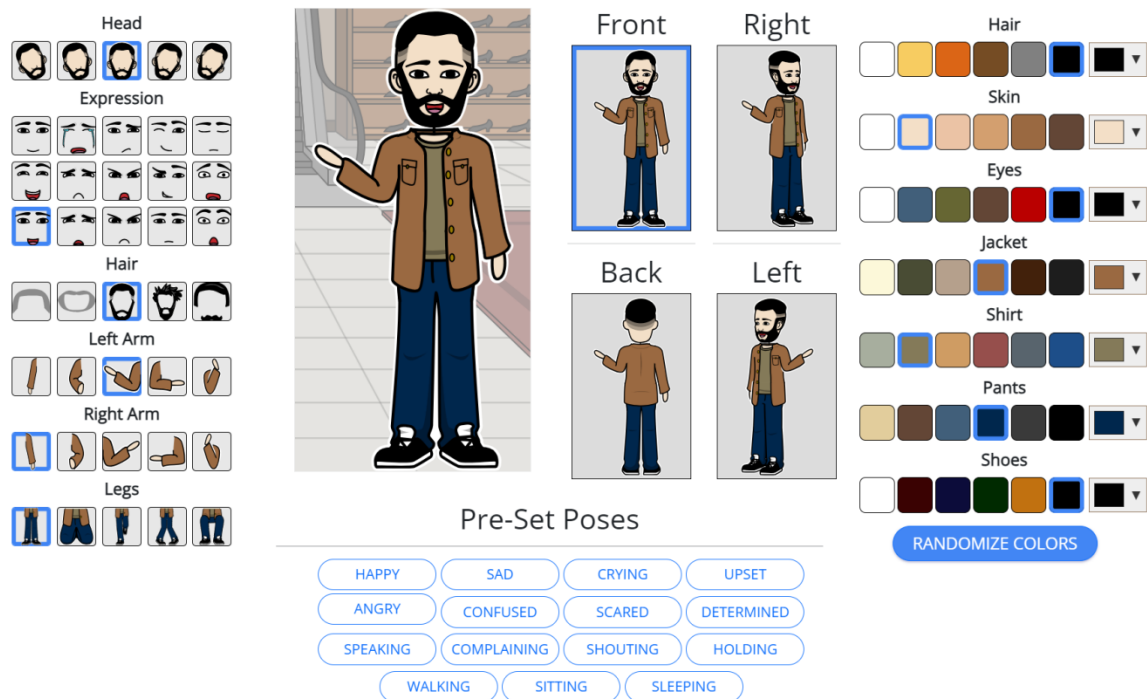 Head
Expression
Hair
Left Arm
Right Arm
Legs
Front
Right
Back
Left
Pre-Set Poses
HAPPY
SAD
CRYING
UPSET
ANGRY
CONFUSED
SCARED
DETERMINED
SPEAKING
COMPLAINING
SHOUTING
HOLDING
WALKING
SITTING
SLEEPING
Hair
Skin
Eyes
Jacket
Shirt
Pants
Shoes
RANDOMIZE COLORS